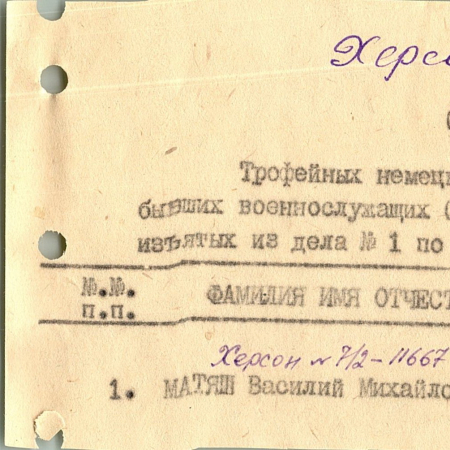 Херсо
Трофейных немец
бывших военнослужащих (
изъятых из дела № 1 по
№.№. ФАМИЛИЯ ИМЯ ОТЧЕСТ
п.п.
Херсон № 7/2-11667
1. МАТЯШ Василий Михайло